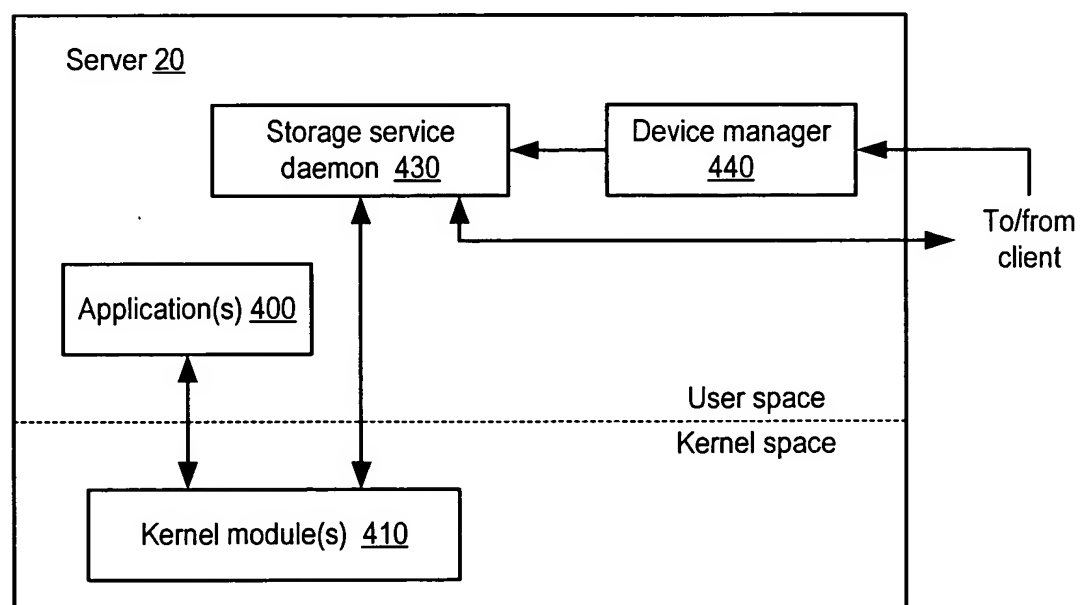 Server 20
Storage service
daemon 430
Device manager
440
To/from
client
Application(s) 400
User space
Kernel space
Kernel module(s) 410